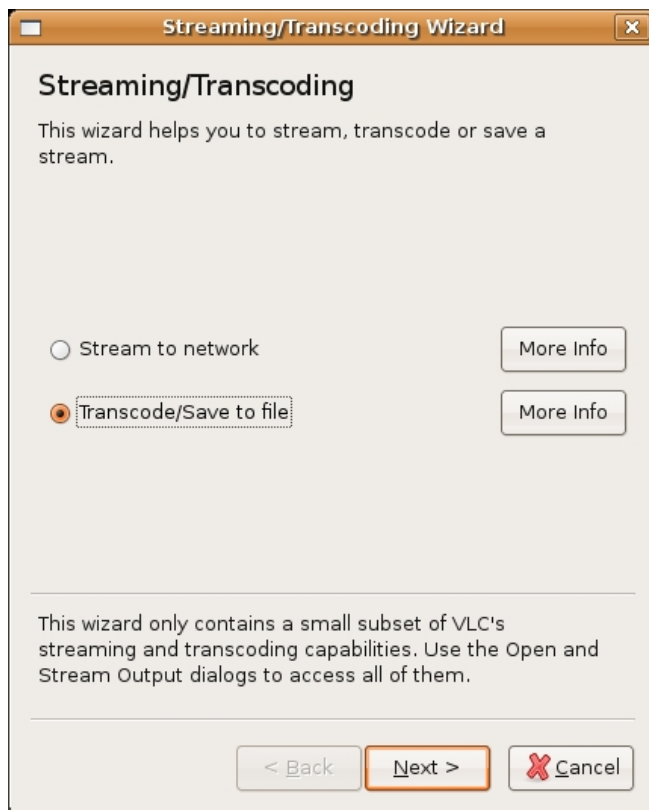 Streaming/Transcoding Wizard
Streaming/Transcoding
This wizard helps you to stream, transcode or save a
stream.
Stream to network
More Info
Transcode/Save to file
More Info
This wizard only contains a small subset of VLC's
streaming and transcoding capabilities. Use the Open and
Stream Output dialogs to access all of them.
< Back
Next >
Cancel